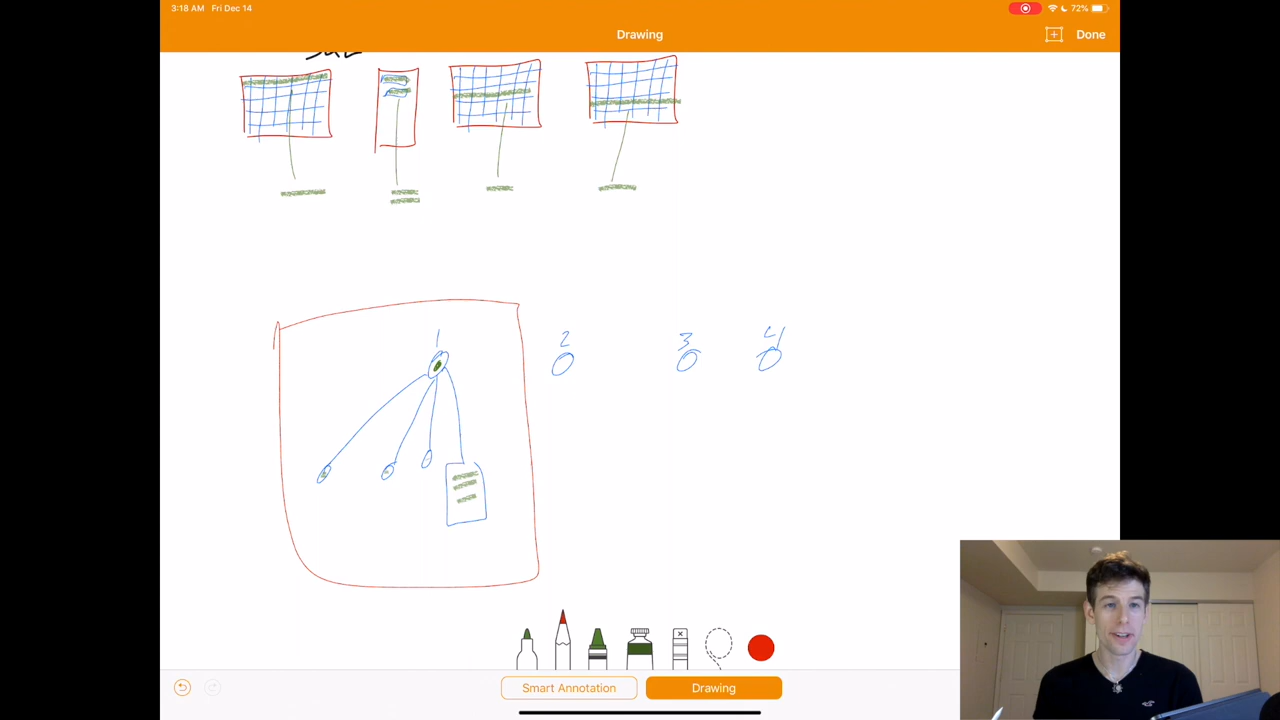 3:18 AM Fri Dec 14
72%
Drawing
Done
1 2 3 4
Smart Annotation
Drawing